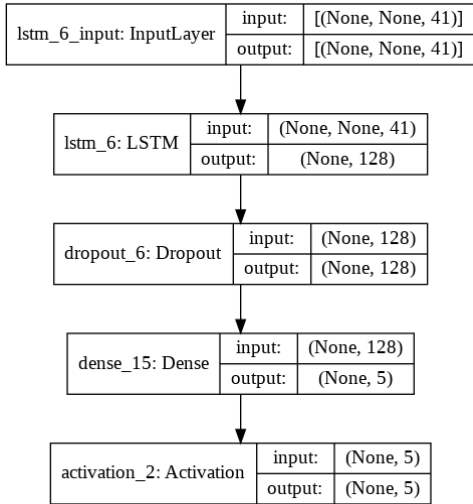 lstm_6_input: InputLayer
input: [(None, None, 41)]
output: [(None, None, 41)]
lstm_6: LSTM
input: (None, None, 41)
output: (None, 128)
dropout_6: Dropout
input: (None, 128)
output: (None, 128)
dense_15: Dense
input: (None, 128)
output: (None, 5)
activation_2: Activation
input: (None, 5)
output: (None, 5)